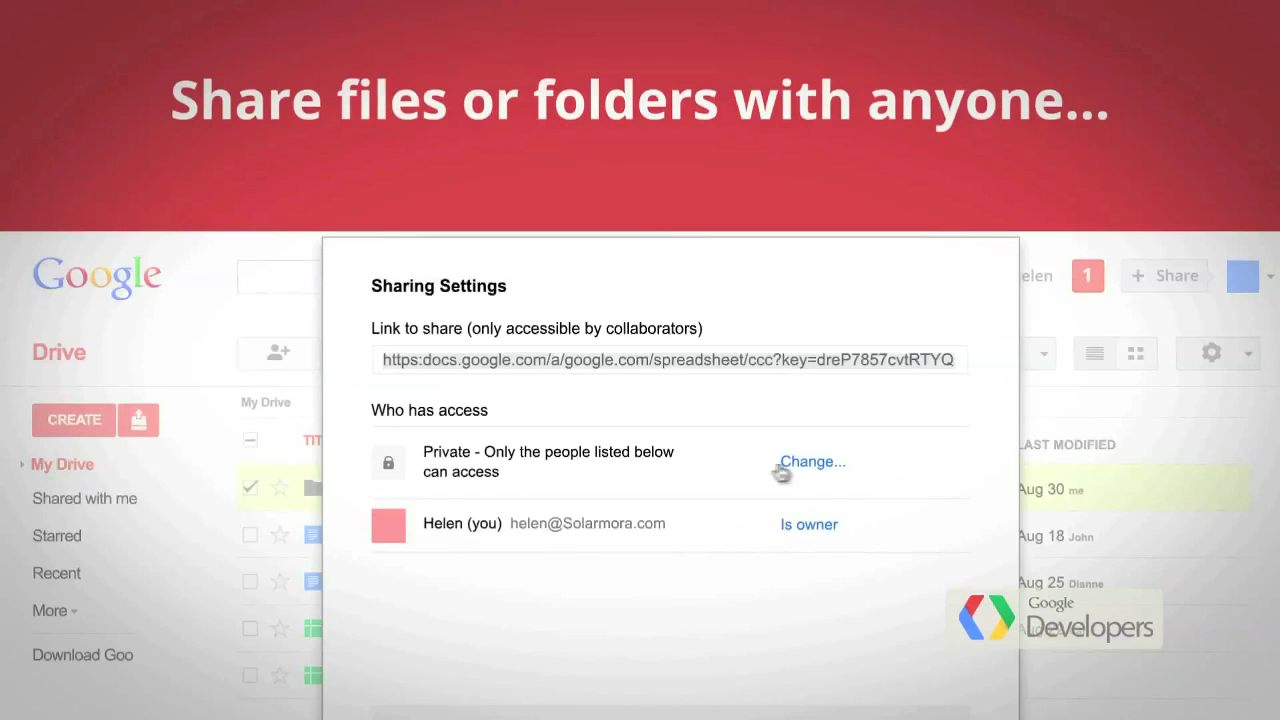 Share files or folders with anyone...
Google
elen
1
+ Share
Drive
CREATE
My Drive
Shared with me
Starred
Recent
More
Download Goo
My Drive
TIT
Sharing Settings
Link to share (only accessible by collaborators)
https:docs.google.com/a/google.com/spreadsheet/ccc?key=dreP7857cvtRTYQ
Who has access
Private - Only the people listed below
can access
Change...
Helen (you) helen@Solarmora.com
Is owner
LAST MODIFIED
Aug 30 me
Aug 18 John
Aug 25 Dianne
Google
Developers